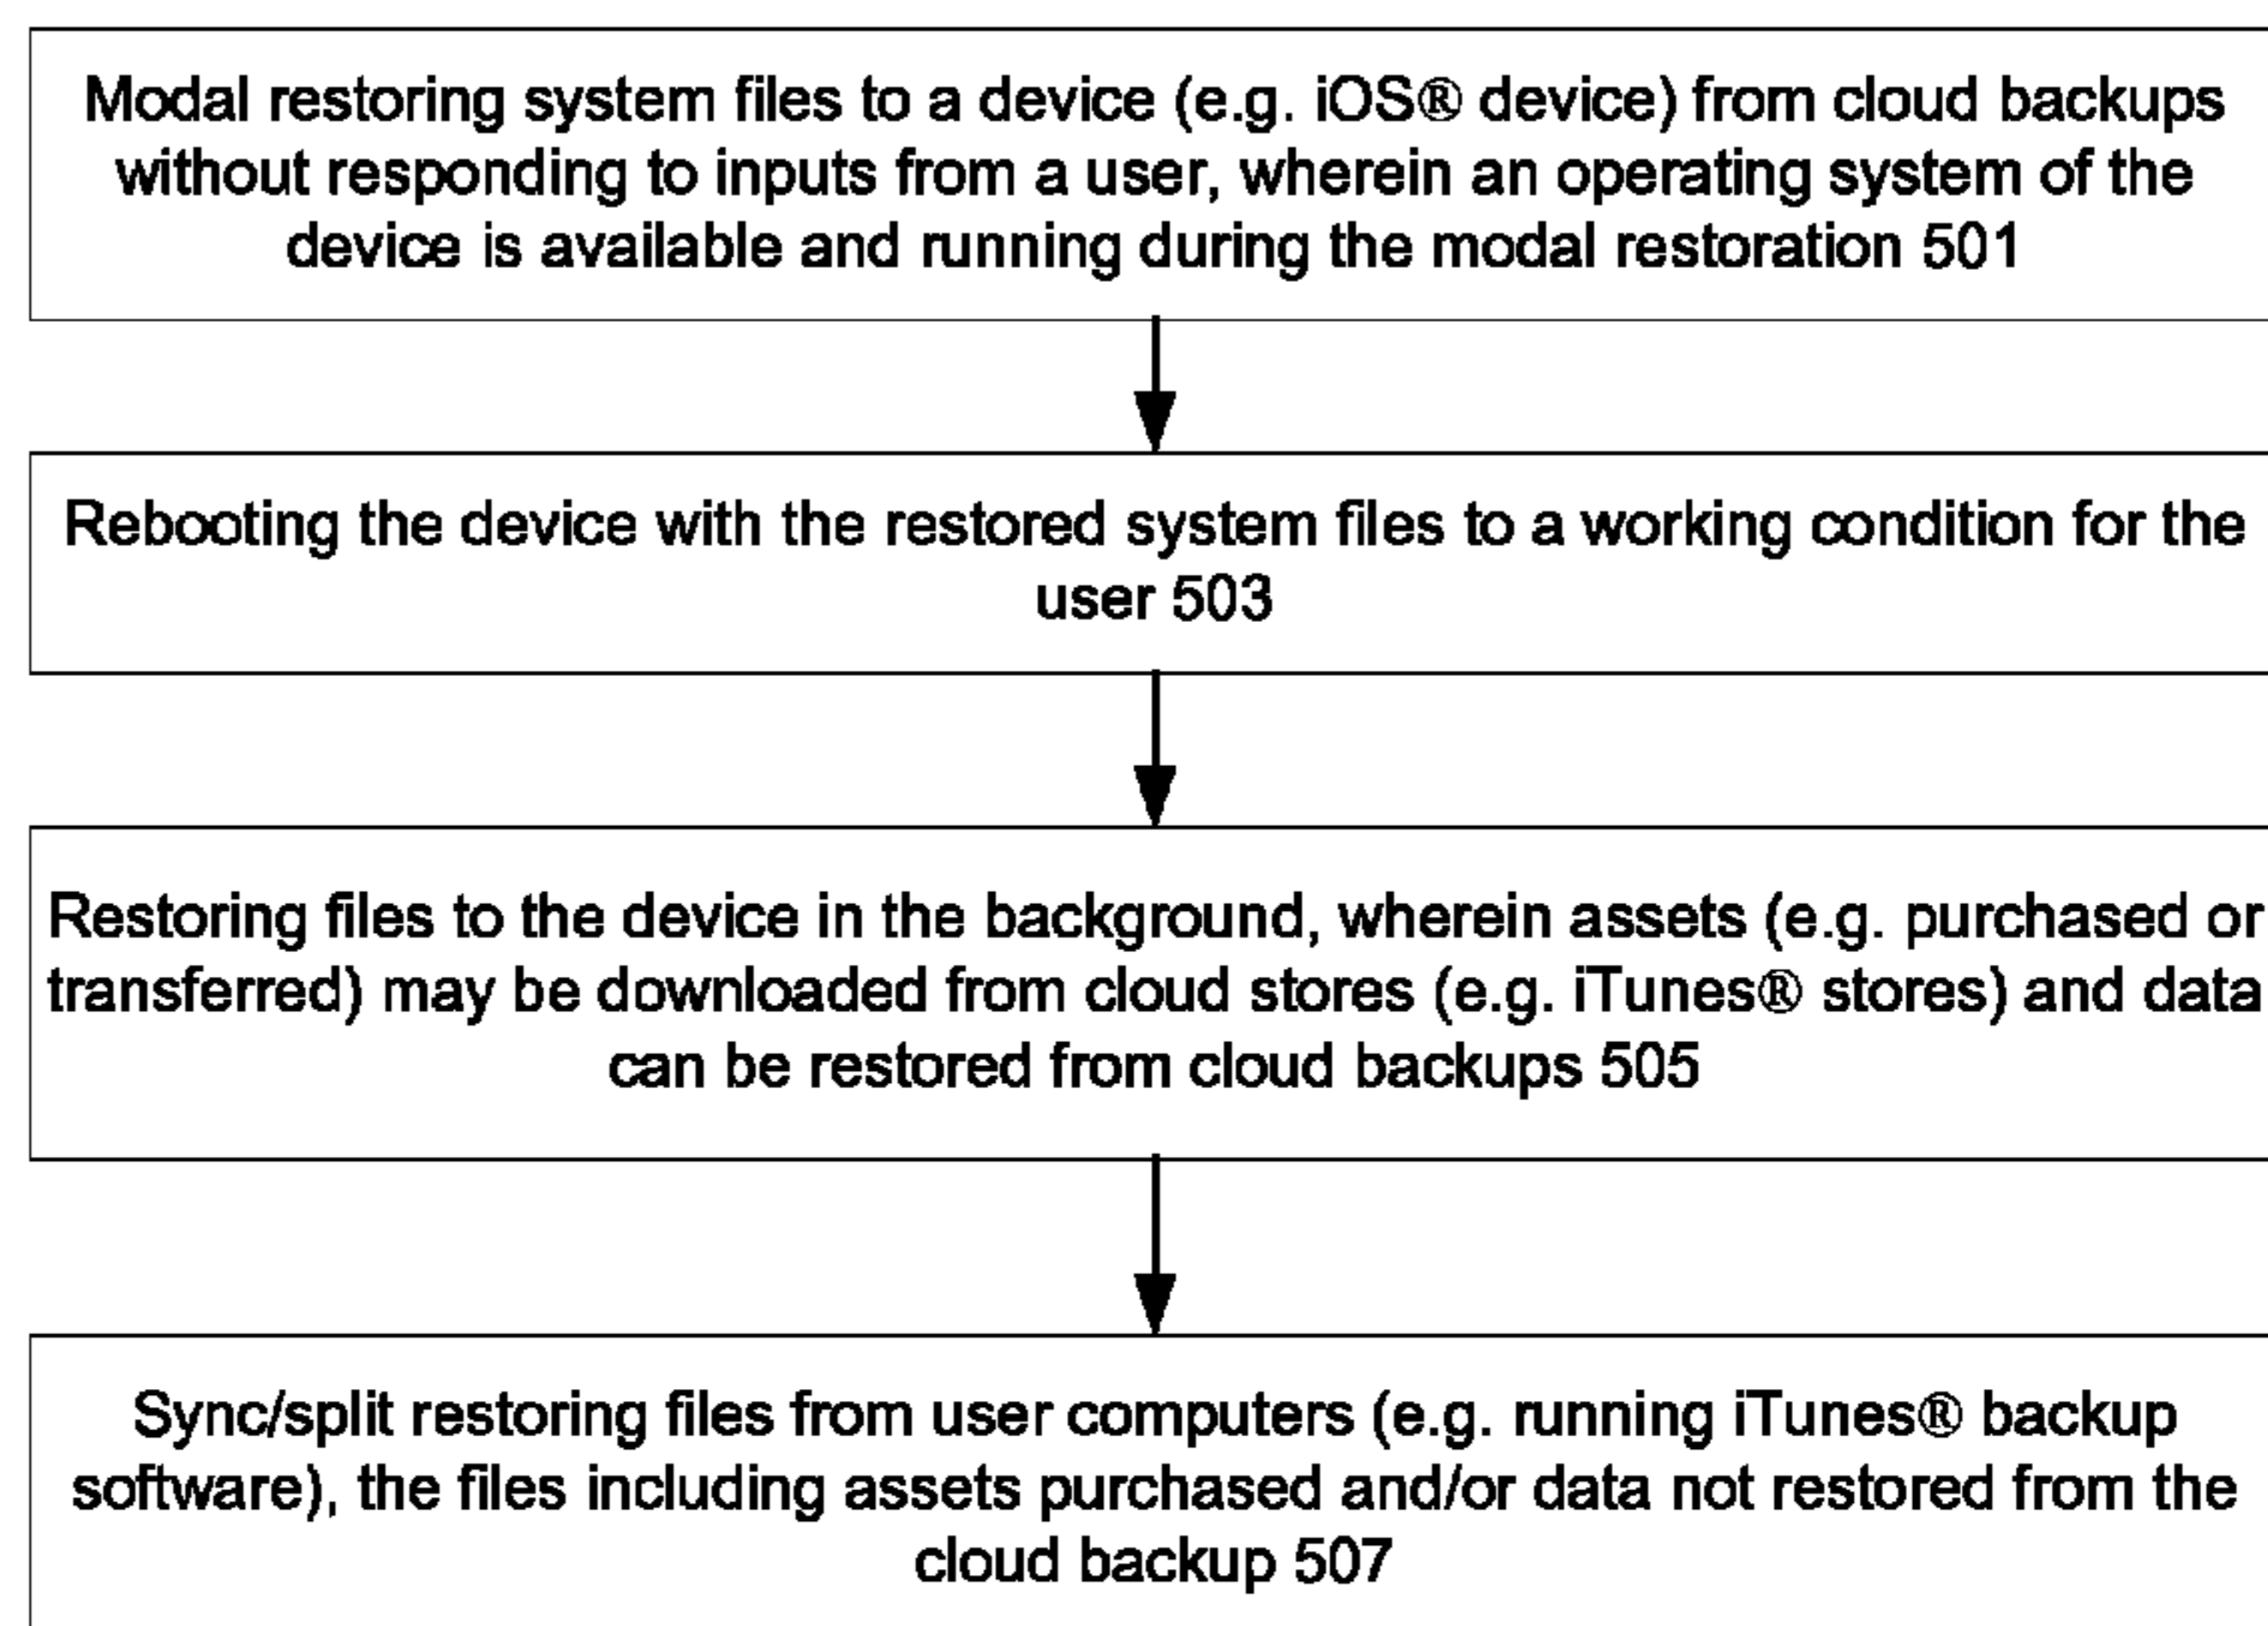 Modal restoring system files to a device (e.g. iOS® device) from cloud backups
without responding to inputs from a user, wherein an operating system of the
device is available and running during the modal restoration 501
Rebooting the device with the restored system files to a working condition for the
user 503
Restoring files to the device in the background, wherein assets (e.g. purchased or
transferred) may be downloaded from cloud stores (e.g. iTunes® stores) and data
can be restored from cloud backups 505
Sync/split restoring files from user computers (e.g. running iTunes® backup
software), the files including assets purchased and/or data not restored from the
cloud backup 507